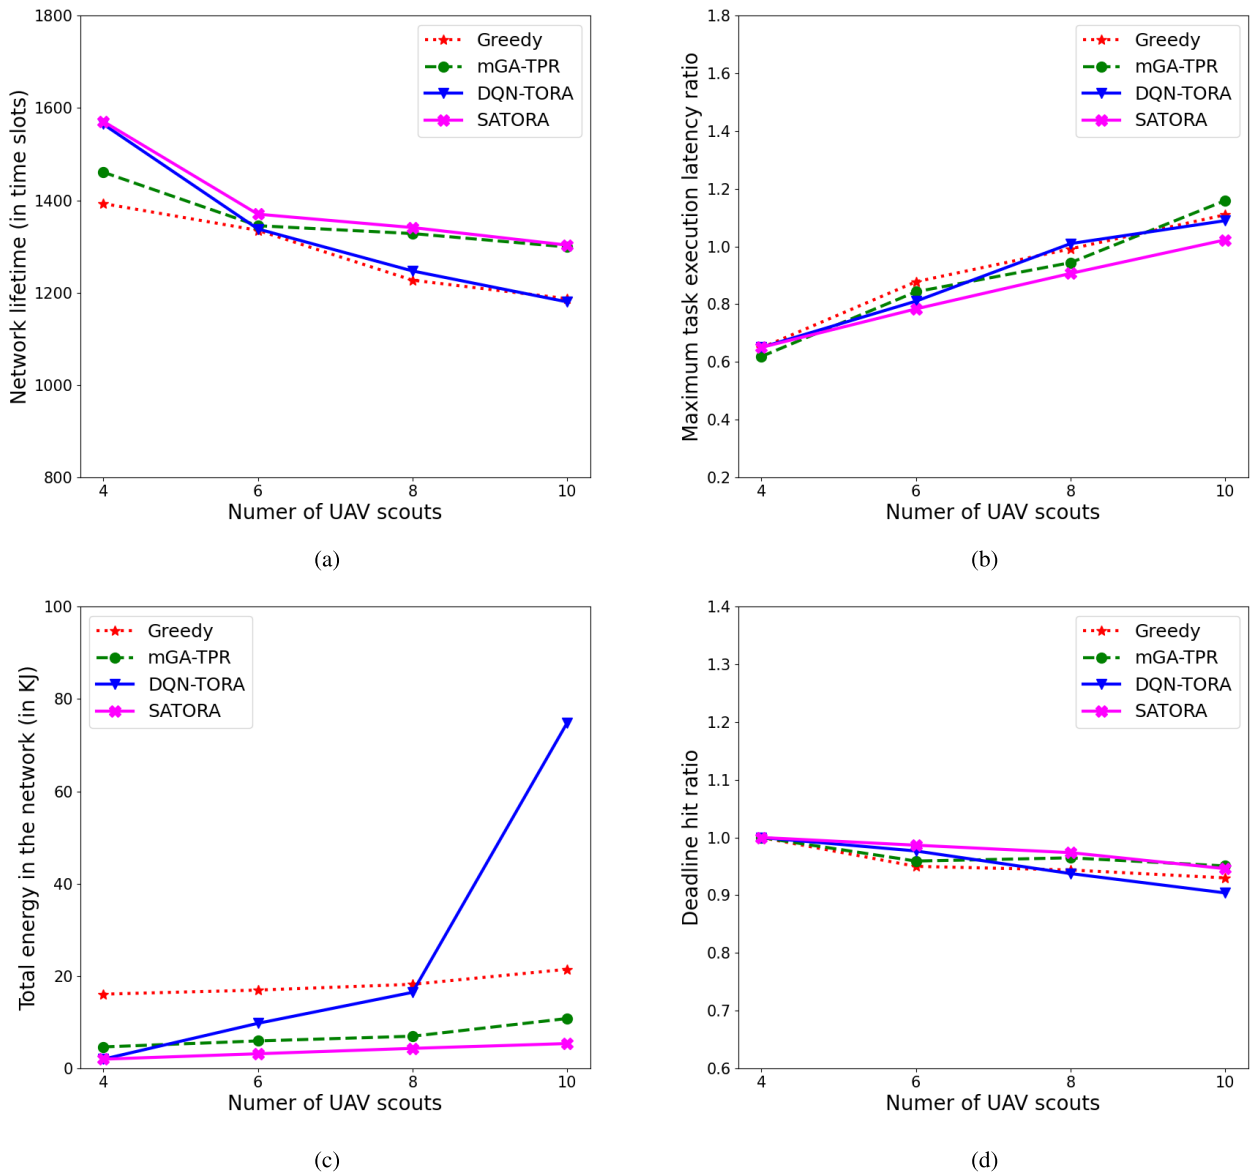 1800
1600
1400
1200
1000
800
Network lifetime (in time slots)
Greedy
mGA-TPR
DQN-TORA
SATORA
4 6 8 10
Numer of UAV scouts
(a)
1.8
1.6
1.4
1.2
1.0
0.8
0.6
0.4
0.2
Maximum task execution latency ratio
Greedy
mGA-TPR
DQN-TORA
SATORA
4 6 8 10
Numer of UAV scouts
(b)
100
80
60
40
20
0
Total energy in the network (in KJ)
Greedy
mGA-TPR
DQN-TORA
SATORA
4 6 8 10
Numer of UAV scouts
(c)
1.4
1.3
1.2
1.1
1.0
0.9
0.8
0.7
0.6
Deadline hit ratio
Greedy
mGA-TPR
DQN-TORA
SATORA
4 6 8 10
Numer of UAV scouts
(d)